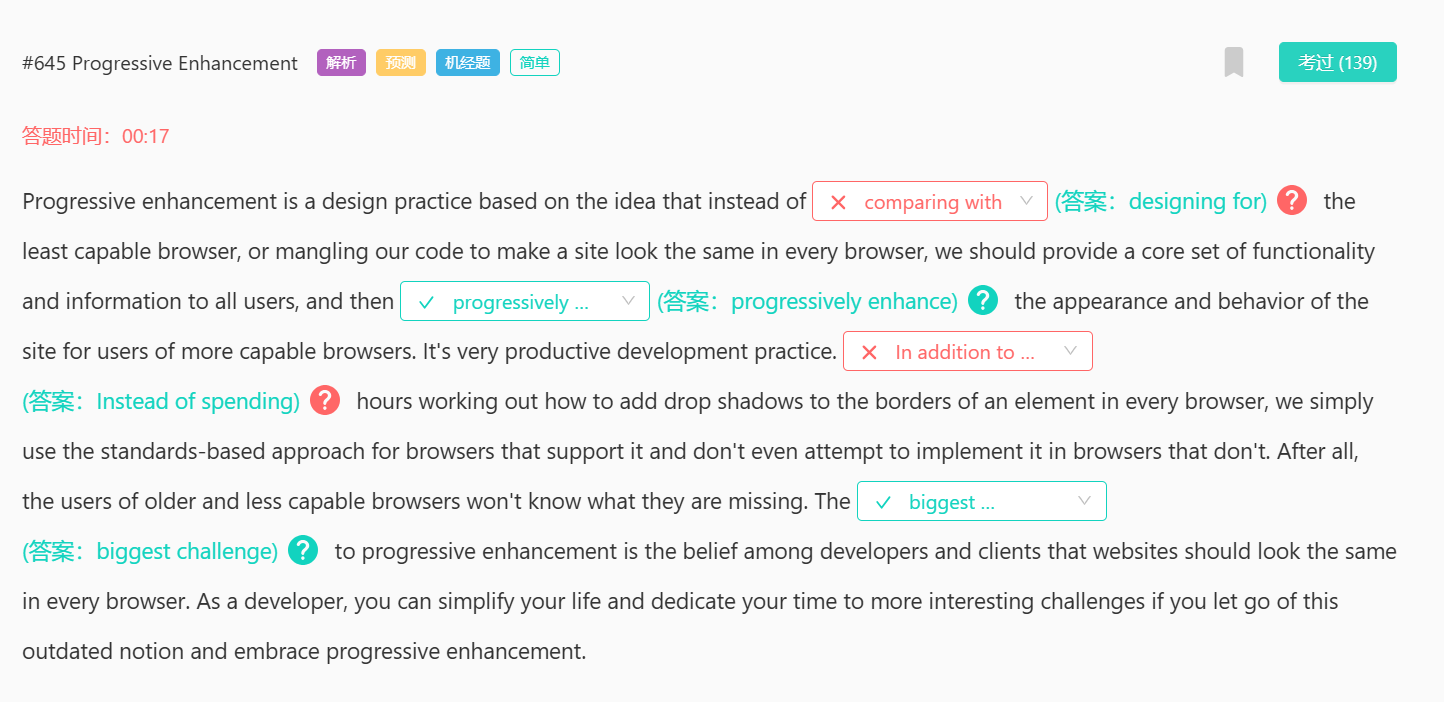 #645 Progressive Enhancement 解析 预测 机经题 简单 考过 (139)
答题时间：00:17
Progressive enhancement is a design practice based on the idea that instead of comparing with (答案：designing for) ? the
least capable browser, or mangling our code to make a site look the same in every browser, we should provide a core set of functionality
and information to all users, and then progressively ... (答案：progressively enhance) ? the appearance and behavior of the
site for users of more capable browsers. It's very productive development practice. In addition to ...
(答案：Instead of spending) ? hours working out how to add drop shadows to the borders of an element in every browser, we simply
use the standards-based approach for browsers that support it and don't even attempt to implement it in browsers that don't. After all,
the users of older and less capable browsers won't know what they are missing. The biggest ...
(答案：biggest challenge) ? to progressive enhancement is the belief among developers and clients that websites should look the same
in every browser. As a developer, you can simplify your life and dedicate your time to more interesting challenges if you let go of this
outdated notion and embrace progressive enhancement.